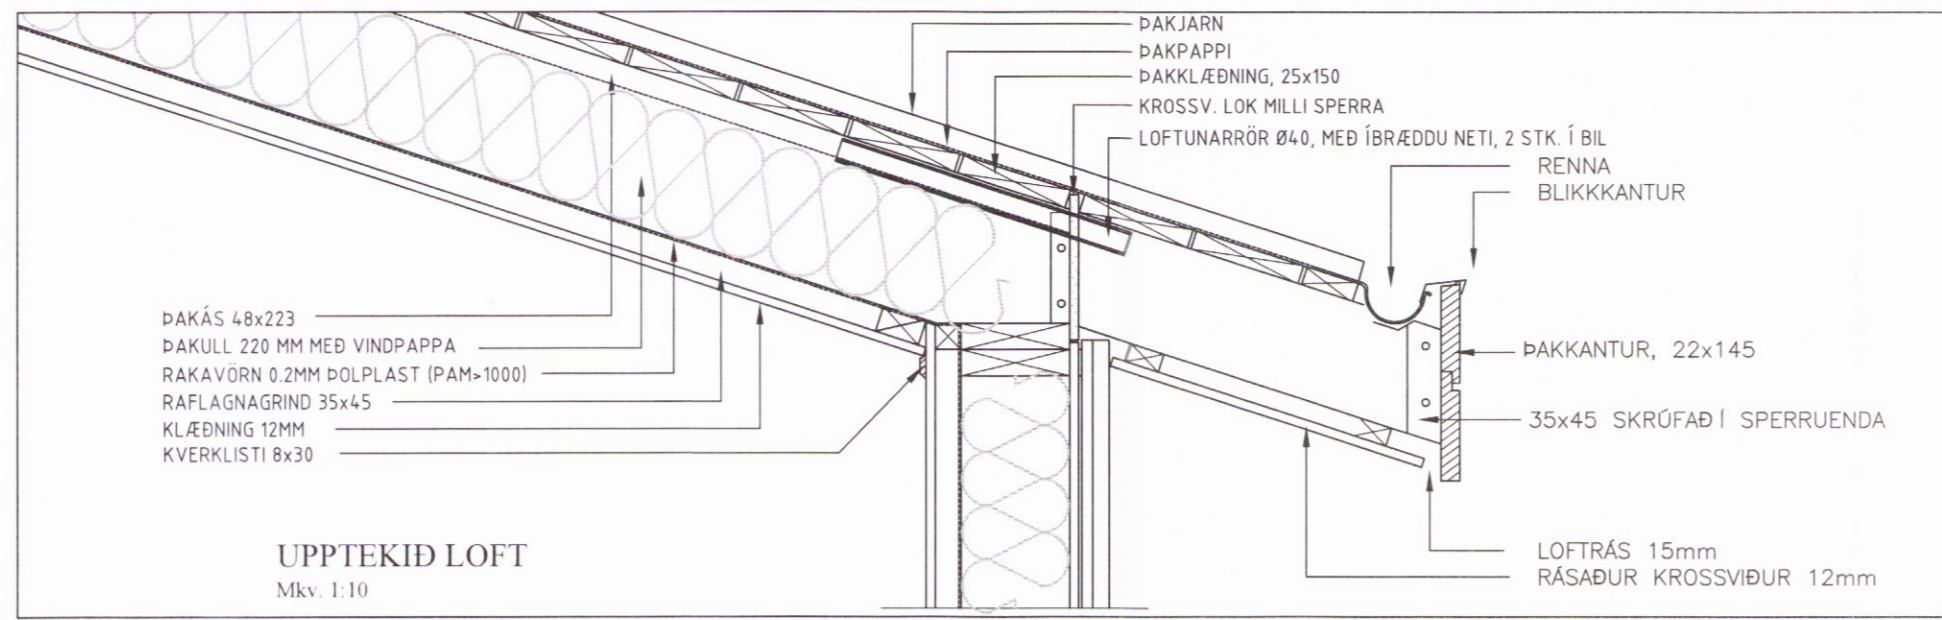 ÞAKJARN
ÞAKPAPPI
ÞAKKLÆÐNING, 25x150
KROSSV. LOK MILLI SPERRA
LOFTUNARRÖR Ø40, MEÐ ÍBRÆDDU NETI, 2 STK. Í BIL
RENNA
BLIKKKANTUR
ÞAKÁS 48x223
ÞAKULL 220 MM MEÐ VINDPAPPA
RAKAVÖRN 0.2MM ÞOLPLAST (PAM>1000)
RAFLAGNAGRIND 35x45
KLÆÐNING 12MM
KVERKLISTI 8x30
ÞAKKANTUR, 22x145
35x45 SKRÚFAÐ Í SPERRUENDA
LOFTRÁS 15mm
RÁSAÐUR KROSSVIÐUR 12mm
UPPTEKIÐ LOFT
Mkv. 1:10